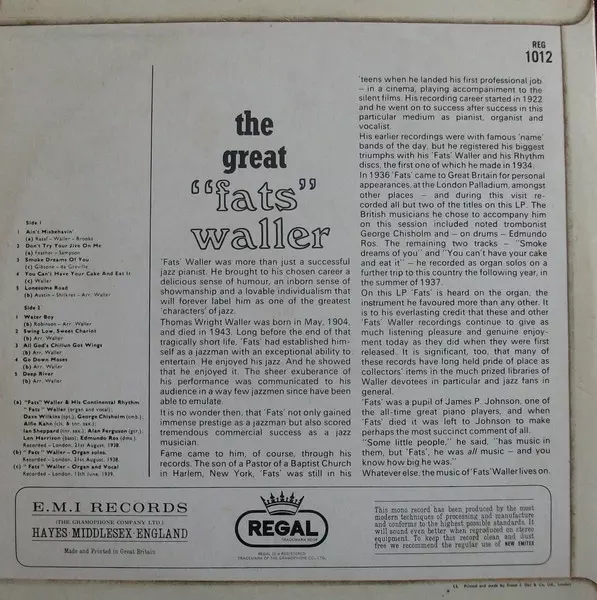 REG
1012
the
great
"fats"
waller
Side 1
1 Ain't Misbehavin'
(a) Razaf - Waller - Brooks
2 Don't Try Your Jive On Me
(a) Feather - Sampson
3 Smoke Dreams Of You
(c) Gibsone - de Greville
4 You Can't Have Your Cake And Eat It
(c) Waller
5 Lonesome Road
(b) Austin - Shilkret - Arr. Waller
Side 2
1 Water Boy
(b) Robinson - Arr. Waller
2 Swing Low, Sweet Chariot
(b) Arr. Waller
3 All God's Chillun Got Wings
(b) Arr. Waller
4 Go Down Moses
(b) Arr. Waller
5 Deep River
(b) Arr. Waller
(a) "Fats" Waller & His Continental Rhythm
"Fats" Waller (organ and vocal).
Dave Wilkins (tpt.), George Chisholm (tmb.),
Alfie Kahn (cl. & tnr. sax.);
Ian Sheppard (tnr. sax.), Alan Ferguson (gtr.)
Len Harrison (bass), Edmundo Ros (dms.).
Recorded - London, 21st August, 1938.
(b) "Fats" Waller - Organ solos.
Recorded - London, 21st August, 1938.
(c) "Fats" Waller - Organ and Vocal
Recorded - London, 13th June, 1939.
'Fats' Waller was more than just a successful
jazz pianist. He brought to his chosen career a
delicious sense of humour, an inborn sense of
showmanship and a lovable individualism that
will forever label him as one of the greatest
'characters' of jazz.
Thomas Wright Waller was born in May, 1904,
and died in 1943. Long before the end of that
tragically short life, 'Fats' had established him-
self as a jazzman with an exceptional ability to
entertain. He enjoyed his jazz. And he showed
that he enjoyed it. The sheer exuberance of
his performance was communicated to his
audience in a way few jazzmen since have been
able to emulate.
It is no wonder then, that 'Fats' not only gained
immense prestige as a jazzman but also scored
tremendous commercial success as a jazz
musician.
Fame came to him, of course, through his
records. The son of a Pastor of a Baptist Church
in Harlem, New York, 'Fats' was still in his
'teens when he landed his first professional job
- in a cinema, playing accompaniment to the
silent films. His recording career started in 1922
and he went on to success after success in this
particular medium as pianist, organist and
vocalist.
His earlier recordings were with famous 'name'
bands of the day, but he registered his biggest
triumphs with his 'Fats' Waller and his Rhythm
discs, the first one of which he made in 1934.
In 1936 'Fats' came to Great Britain for personal
appearances, at the London Palladium, amongst
other places - and during this visit re-
corded all but two of the titles on this LP. The
British musicians he chose to accompany him
on this session included noted trombonist
George Chisholm and - on drums - Edmundo
Ros. The remaining two tracks - "Smoke
dreams of you" and "You can't have your cake
and eat it" - he recorded as organ solos on a
further trip to this country the following year, in
the summer of 1937.
On this LP 'Fats' is heard on the organ, the
instrument he favoured more than any other. It
is to his everlasting credit that these and other
'Fats' Waller recordings continue to give as
much listening pleasure and genuine enjoy-
ment today as they did when they were first
released. It is significant, too, that many of
these records have long held pride of place as
collectors' items in the much prized libraries of
Waller devotees in particular and jazz fans in
general.
'Fats' was a pupil of James P. Johnson, one of
the all-time great piano players, and when
'Fats' died it was left to Johnson to make
perhaps the most succinct comment of all.
"Some little people," he said, "has music in
them, but 'Fats', he was all music - and you
know how big he was."
Whatever else, the music of 'Fats' Waller lives on.
E.M.I RECORDS
(THE GRAMOPHONE COMPANY LTD.)
HAYES·MIDDLESEX·ENGLAND
Made and Printed in Great Britain
REGAL
TRADE MARK
REGAL IS A REGISTERED
TRADEMARK OF THE GRAMOPHONE CO. LTD.
This mono record has been produced by the most
modern techniques of processing and manufacture
and conforms to the highest possible standards. It
will sound even better when reproduced on stereo
equipment. To keep this record clean and dust
free we recommend the regular use of NEW EMITEX